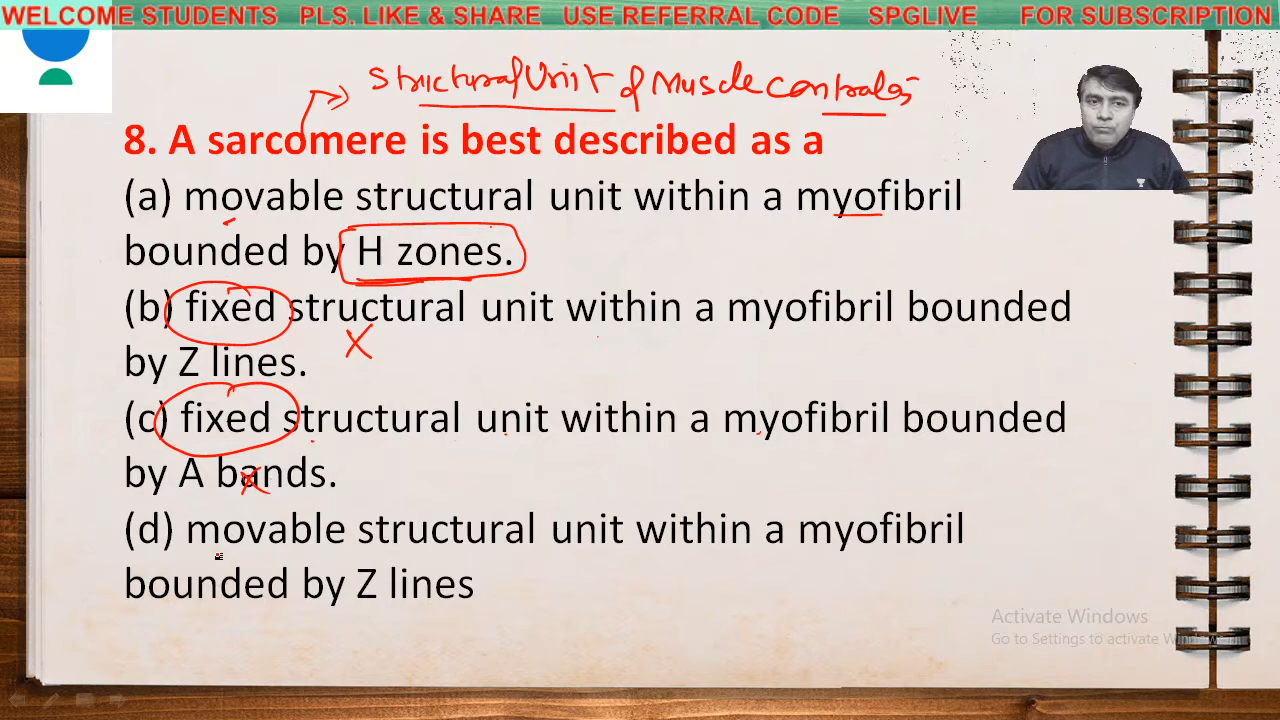 WELCOME STUDENTS PLS. LIKE & SHARE USE REFERRAL CODE SPGLIVE FOR SUBSCRIPTION
Structural Unit of Muscle
8. A sarcomere is best described as a
(a) movable structural unit within a myofibril
bounded by H zones.
(b) fixed structural unit within a myofibril bounded
by Z lines.
(c) fixed structural unit within a myofibril bounded
by A bands.
(d) movable structural unit within a myofibril
bounded by Z lines
Activate Windows
Go to Settings to activate Windows